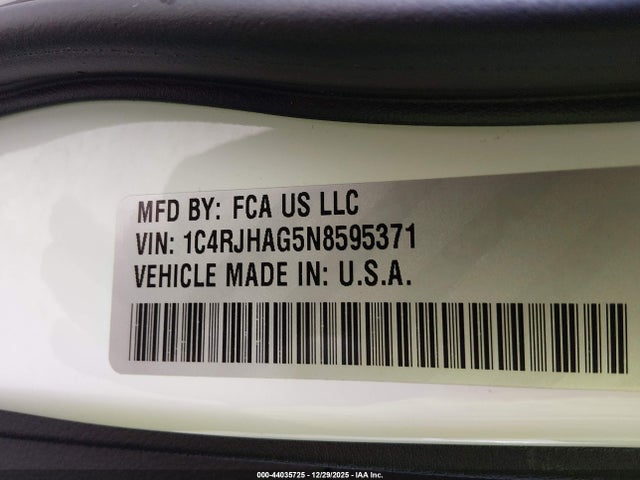 MFD BY: FCA US LLC
VIN: 1C4RJHAG5N8595371
VEHICLE MADE IN: U.S.A.
000-44035725 - 12/29/2025 - IAA Inc.